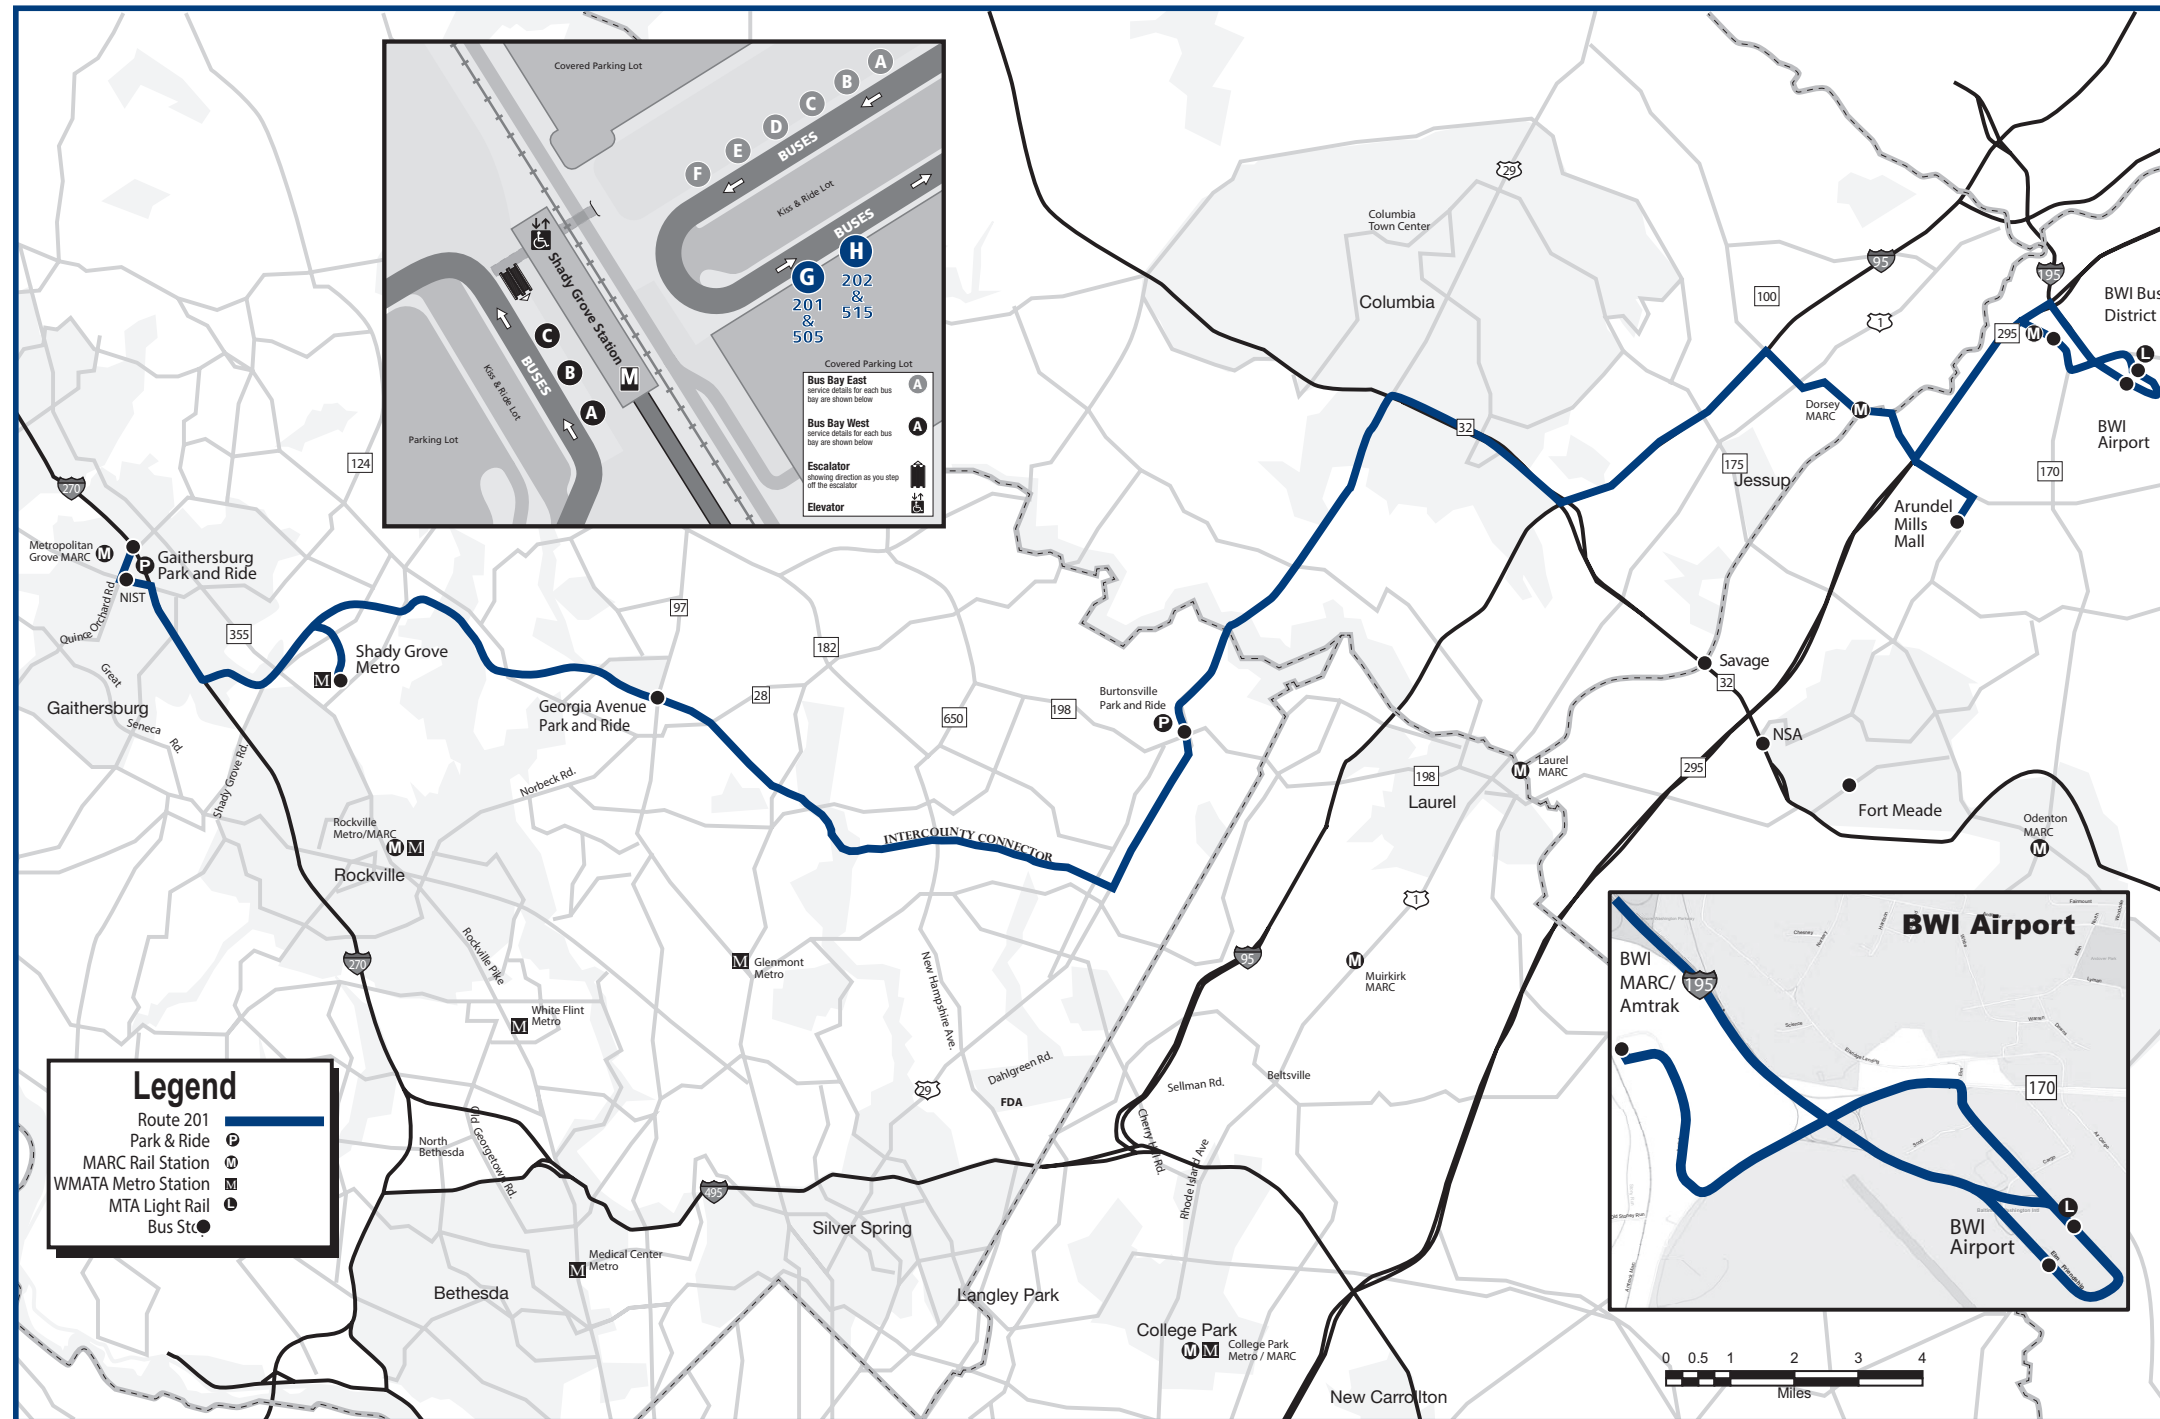 Covered Parking Lot
A
B
C
D
E
F
BUSES
Kiss & Ride Lot
BUSES
H
G
202
&
515
201
&
505
Shady Grove Station
M
C
B
A
BUSES
Kiss & Ride Lot
Parking Lot
Covered Parking Lot
Bus Bay East
service details for each bus
bay are shown below
A
Bus Bay West
service details for each bus
bay are shown below
A
Escalator
showing direction as you step
off the escalator
Elevator
29
Columbia
Town Center
Columbia
95
195
100
1
295
M
BWI Bus
District
L
BWI
Airport
170
Dorsey
MARC
M
32
175
Jessup
Arundel
Mills
Mall
124
270
Metropolitan
Grove MARC
M
P
Gaithersburg
Park and Ride
NIST
Quince Orchard Rd.
355
Great
Seneca
Rd.
Gaithersburg
Shady Grove Rd.
Shady Grove
Metro
M
97
182
28
Georgia Avenue
Park and Ride
650
198
Burtonsville
Park and Ride
P
Norbeck Rd.
INTERCOUNTY CONNECTOR
Savage
32
NSA
295
Laurel
MARC
M
198
Laurel
Fort Meade
Odenton
MARC
M
Rockville
Metro/MARC
M M
Rockville
270
Rockville Pike
M
Glenmont
Metro
White Flint
Metro
M
New Hampshire Ave.
95
1
M
Muirkirk
MARC
29
Dahlgreen Rd.
FDA
Sellman Rd.
Beltsville
Cherry Hill Rd.
Rhode Island Ave
North
Bethesda
Old Georgetown Rd.
495
Silver Spring
Medical Center
Metro
M
Bethesda
Langley Park
College Park
M M
College Park
Metro / MARC
New Carrollton
Legend
Route 201
Park & Ride P
MARC Rail Station M
WMATA Metro Station M
MTA Light Rail L
Bus Sto
BWI Airport
BWI
MARC/
Amtrak
195
170
L
BWI
Airport
0 0.5 1 2 3 4
Miles